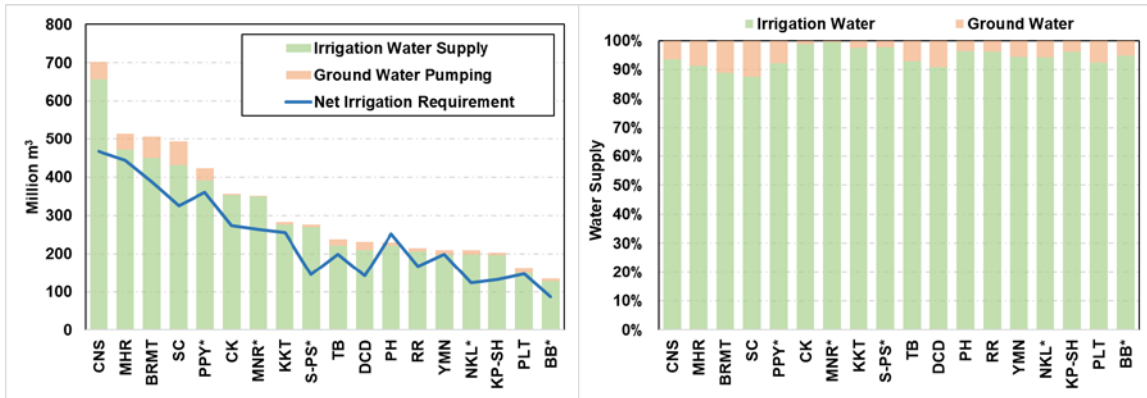 800
700
600
500
400
300
200
100
0
Million m³
Irrigation Water Supply
Ground Water Pumping
Net Irrigation Requirement
CNS
MHR
BRMT
SC
PPY*
CK
MNR*
KKT
S-PS*
TB
DCD
PH
RR
YMN
NKL*
KP-SH
PLT
BB*
Irrigation Water
Ground Water
100%
90%
80%
70%
60%
50%
40%
30%
20%
10%
0%
Water Supply
CNS
MHR
BRMT
SC
PPY*
CK
MNR*
KKT
S-PS*
TB
DCD
PH
RR
YMN
NKL*
KP-SH
PLT
BB*